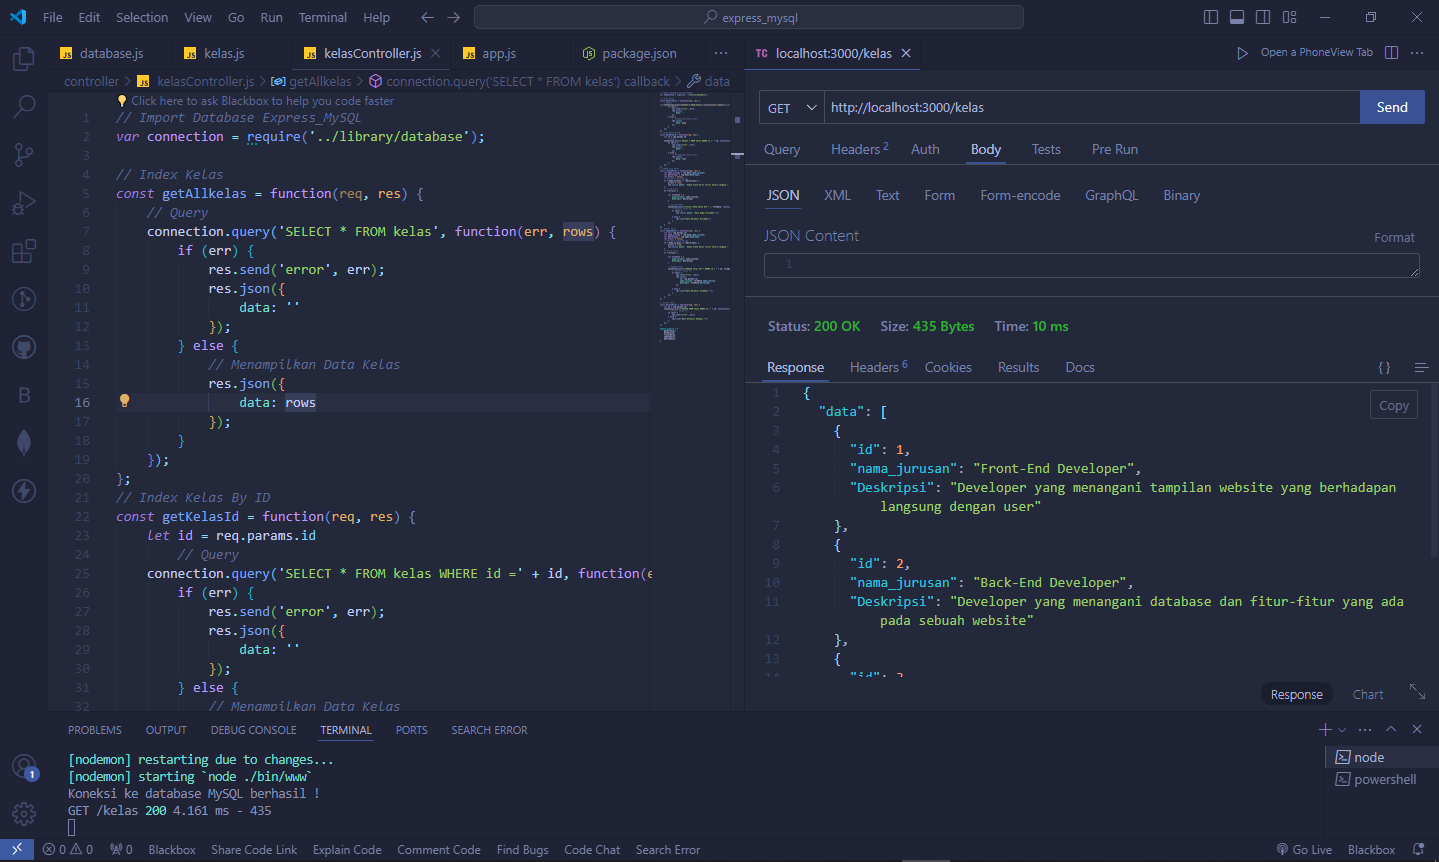 File Edit Selection View Go Run Terminal Help
express_mysql
database.js kelas.js kelasController.js app.js package.json
controller > kelasController.js > getAllkelas > connection.query('SELECT * FROM kelas') callback > data
Click here to ask Blackbox to help you code faster
1 // Import Database Express_MySQL
2 var connection = require('../library/database');
3
4 // Index Kelas
5 const getAllkelas = function(req, res) {
6 // Query
7 connection.query('SELECT * FROM kelas', function(err, rows) {
8 if (err) {
9 res.send('error', err);
10 res.json({
11 data: ''
12 });
13 } else {
14 // Menampilkan Data Kelas
15 res.json({
16 data: rows
17 });
18 }
19 });
20 };
21 // Index Kelas By ID
22 const getKelasId = function(req, res) {
23 let id = req.params.id
24 // Query
25 connection.query('SELECT * FROM kelas WHERE id =' + id, function(e
26 if (err) {
27 res.send('error', err);
28 res.json({
29 data: ''
30 });
31 } else {
32 // Menampilkan Data Kelas
TC localhost:3000/kelas
Open a PhoneView Tab
GET http://localhost:3000/kelas Send
Query Headers 2 Auth Body Tests Pre Run
JSON XML Text Form Form-encode GraphQL Binary
JSON Content Format
1
Status: 200 OK Size: 435 Bytes Time: 10 ms
Response Headers 6 Cookies Results Docs { }
Copy
1 {
2 "data": [
3 {
4 "id": 1,
5 "nama_jurusan": "Front-End Developer",
6 "Deskripsi": "Developer yang menangani tampilan website yang berhadapan
langsung dengan user"
7 },
8 {
9 "id": 2,
10 "nama_jurusan": "Back-End Developer",
11 "Deskripsi": "Developer yang menangani database dan fitur-fitur yang ada
pada sebuah website"
12 },
13 {
14 "id": 3
Response Chart
PROBLEMS OUTPUT DEBUG CONSOLE TERMINAL PORTS SEARCH ERROR
[nodemon] restarting due to changes...
[nodemon] starting `node ./bin/www`
Koneksi ke database MySQL berhasil !
GET /kelas 200 4.161 ms - 435
node
powershell
1
0 0 0 Blackbox Share Code Link Explain Code Comment Code Find Bugs Code Chat Search Error Go Live Blackbox